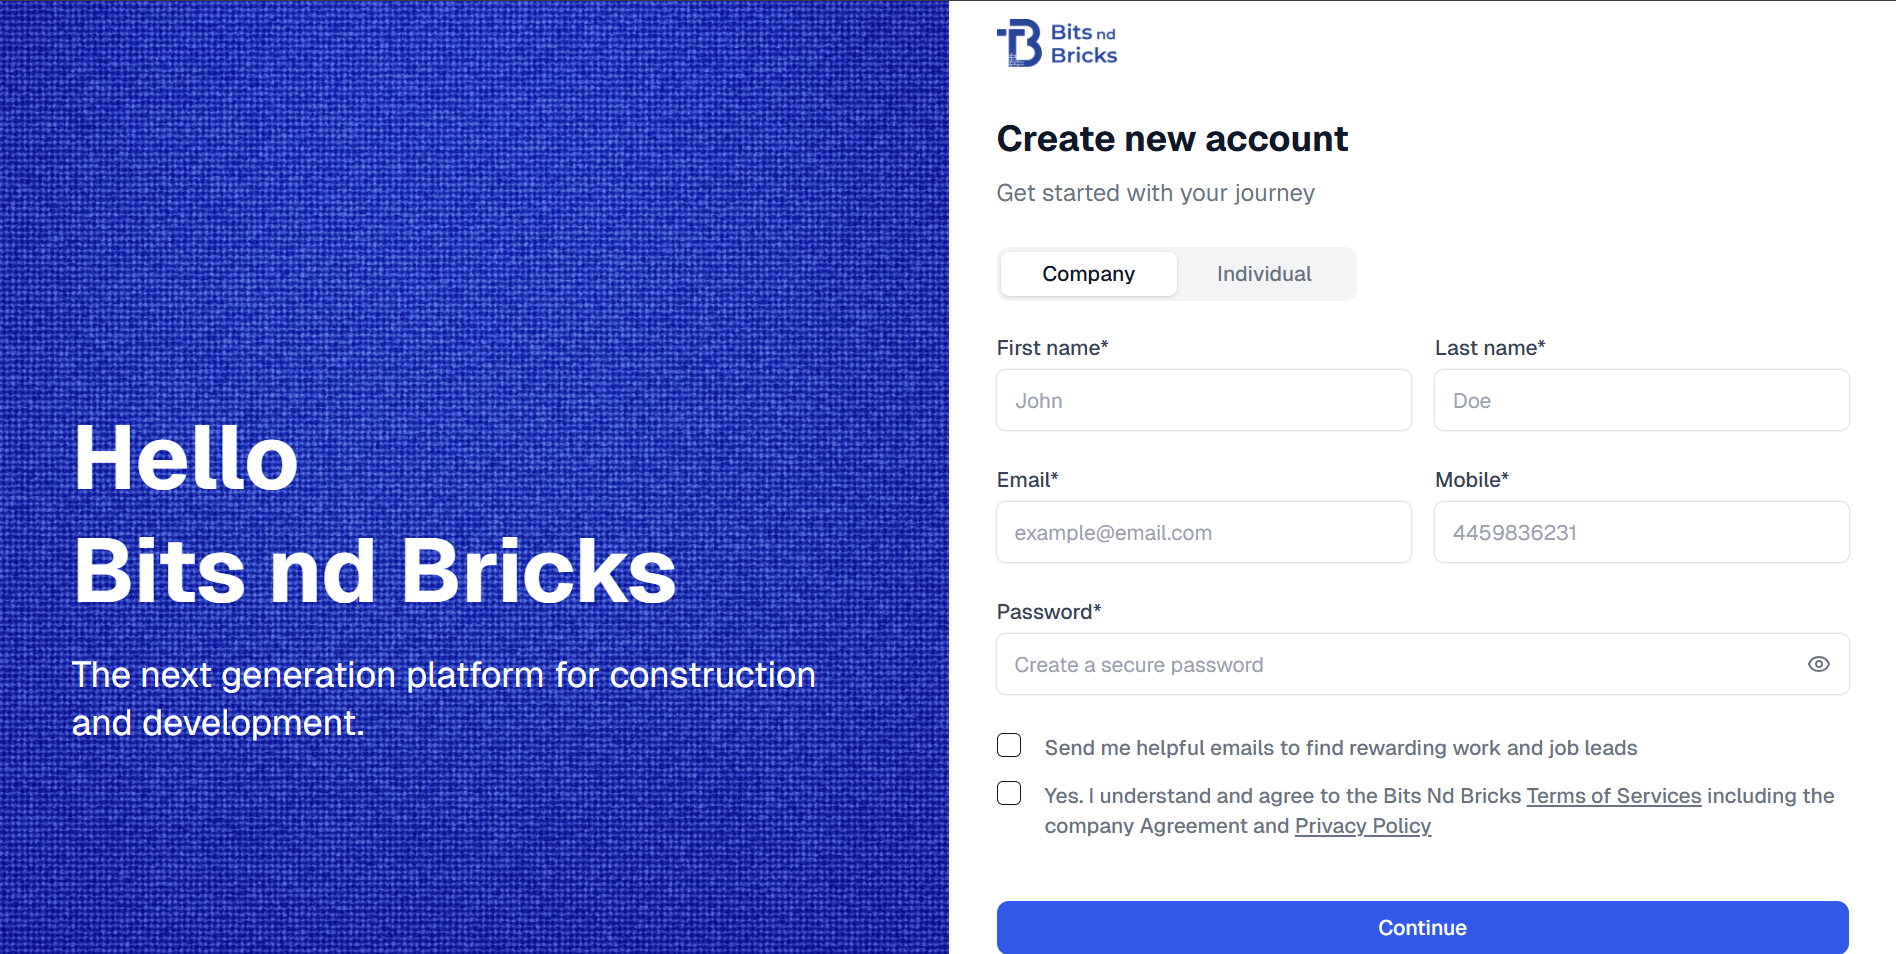 Hello
Bits nd Bricks
The next generation platform for construction
and development.
Bits nd
Bricks
Create new account
Get started with your journey
Company Individual
First name* Last name*
John Doe
Email* Mobile*
example@email.com 4459836231
Password*
Create a secure password
Send me helpful emails to find rewarding work and job leads
Yes. I understand and agree to the Bits Nd Bricks Terms of Services including the
company Agreement and Privacy Policy
Continue